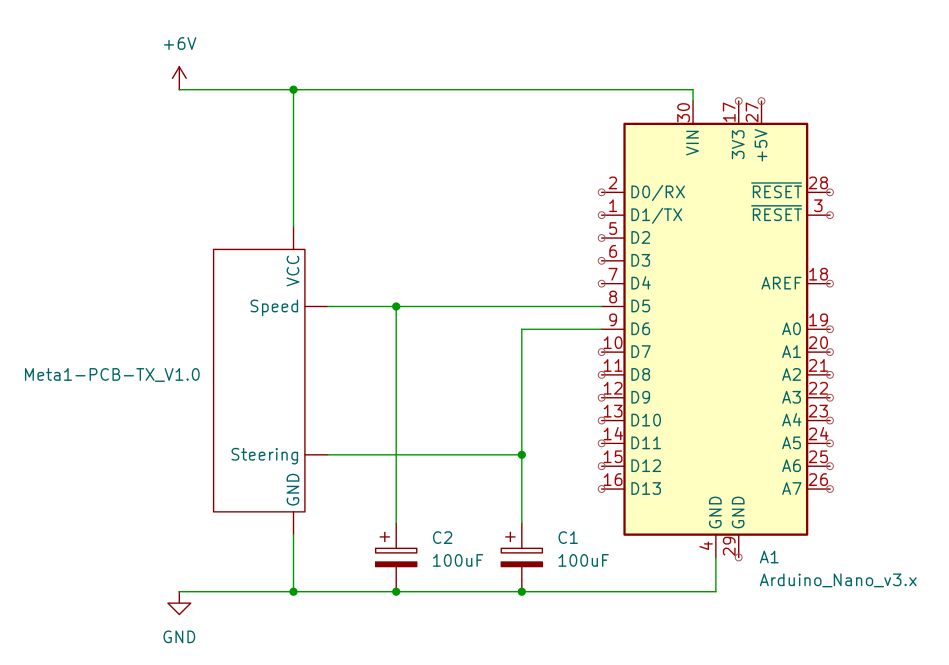 +6V
30
17
27
VIN
3V3
+5V
2 D0/RX
RESET 28
1 D1/TX
RESET 3
5 D2
6 D3
7 D4
AREF 18
8 D5
9 D6
A0 19
10 D7
A1 20
11 D8
A2 21
12 D9
A3 22
13 D10
A4 23
14 D11
A5 24
15 D12
A6 25
16 D13
A7 26
GND
GND
4
29
A1
Arduino_Nano_v3.x
VCC
Speed
Meta1-PCB-TX_V1.0
Steering
GND
+ C2
100uF
+ C1
100uF
GND